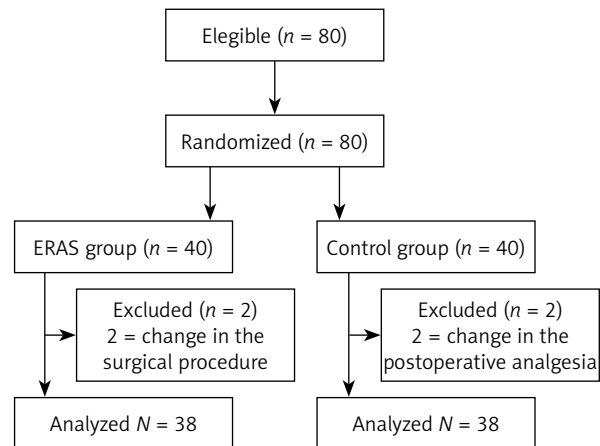 Elegible (n = 80)
Randomized (n = 80)
ERAS group (n = 40)
Control group (n = 40)
Excluded (n = 2)
2 = change in the
surgical procedure
Excluded (n = 2)
2 = change in the
postoperative analgesia
Analyzed N = 38
Analyzed N = 38